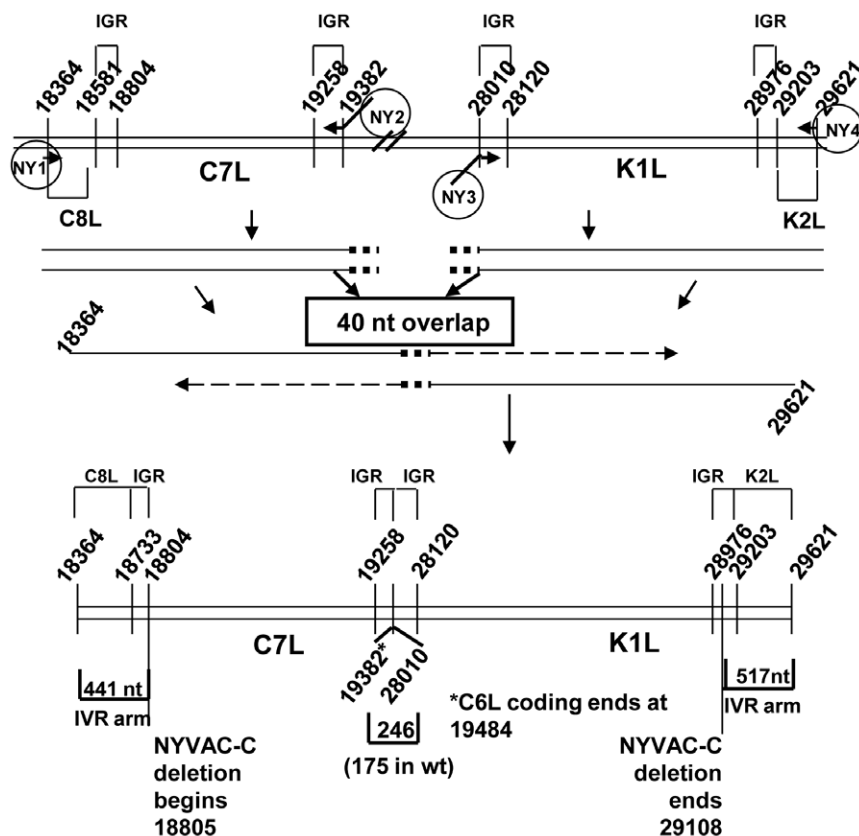 IGR IGR IGR IGR
18364 18581 18804 19258 19382 28010 28120 28976 29203 29621
NY1 NY2 NY3 NY4
C7L K1L
C8L K2L
40 nt overlap
18364
29621
C8L IGR IGR IGR IGR K2L
18364 18733 18804 19258 28120 28976 29203 29621
C7L K1L
19382* 28010
441 nt
IVR arm
246
(175 in wt)
*C6L coding ends at
19484
517nt
IVR arm
NYVAC-C
deletion
begins
18805
NYVAC-C
deletion
ends
29108